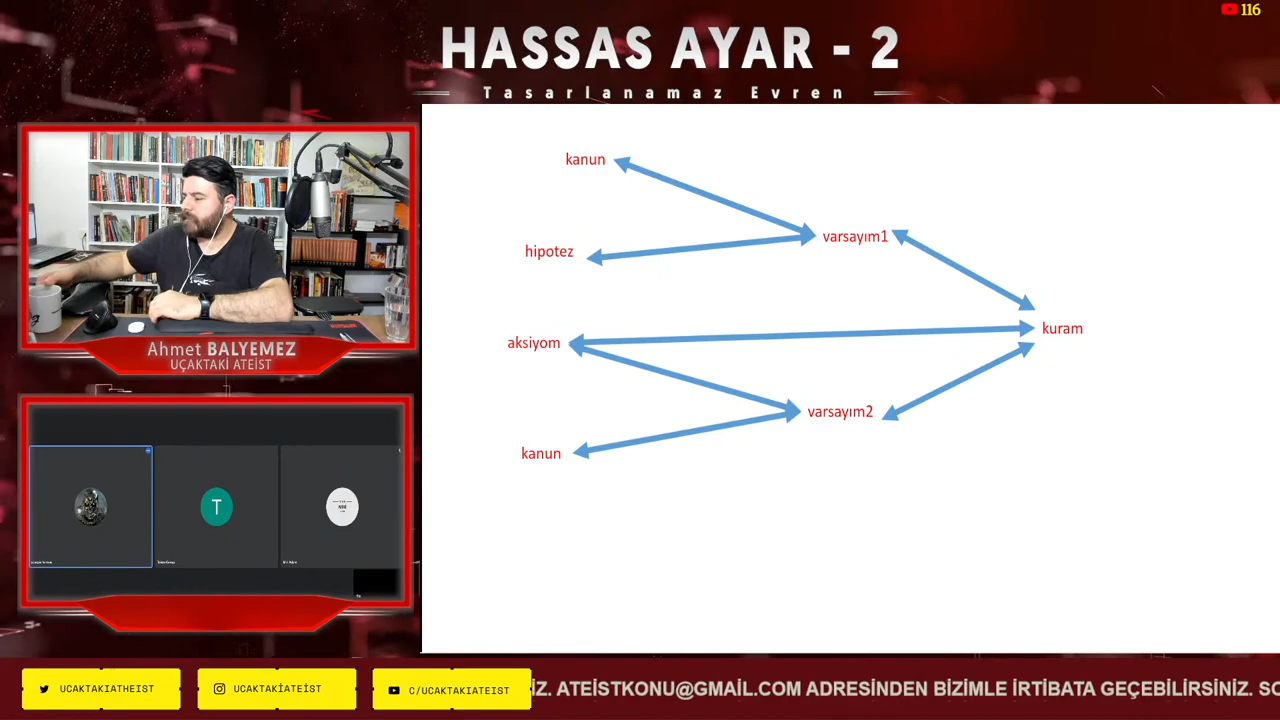 116
HASSAS AYAR - 2
Tasarlanamaz Evren
kanun
hipotez
varsayım1
aksiyom
kuram
varsayım2
kanun
Ahmet BALYEMEZ
UÇAKTAKİ ATEİST
T
UCAKTAKIATHEIST
UCAKTAKİATEİST
C/UCAKTAKIATEIST
İZ. ATEİSTKONU@GMAİL.COM ADRESİNDEN BİZİMLE İRTİBATA GEÇEBİLİRSİNİZ. SO